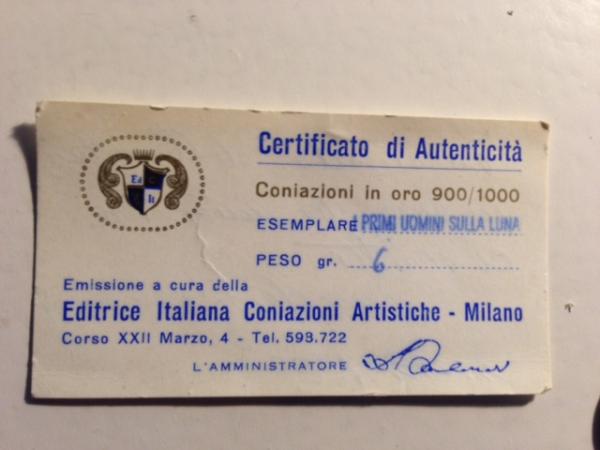 Certificato di Autenticità
Coniazioni in oro 900/1000
ESEMPLARE I PRIMI UOMINI SULLA LUNA
PESO gr. 6
Emissione a cura della
Editrice Italiana Coniazioni Artistiche - Milano
Corso XXII Marzo, 4 - Tel. 598.722
L'AMMINISTRATORE